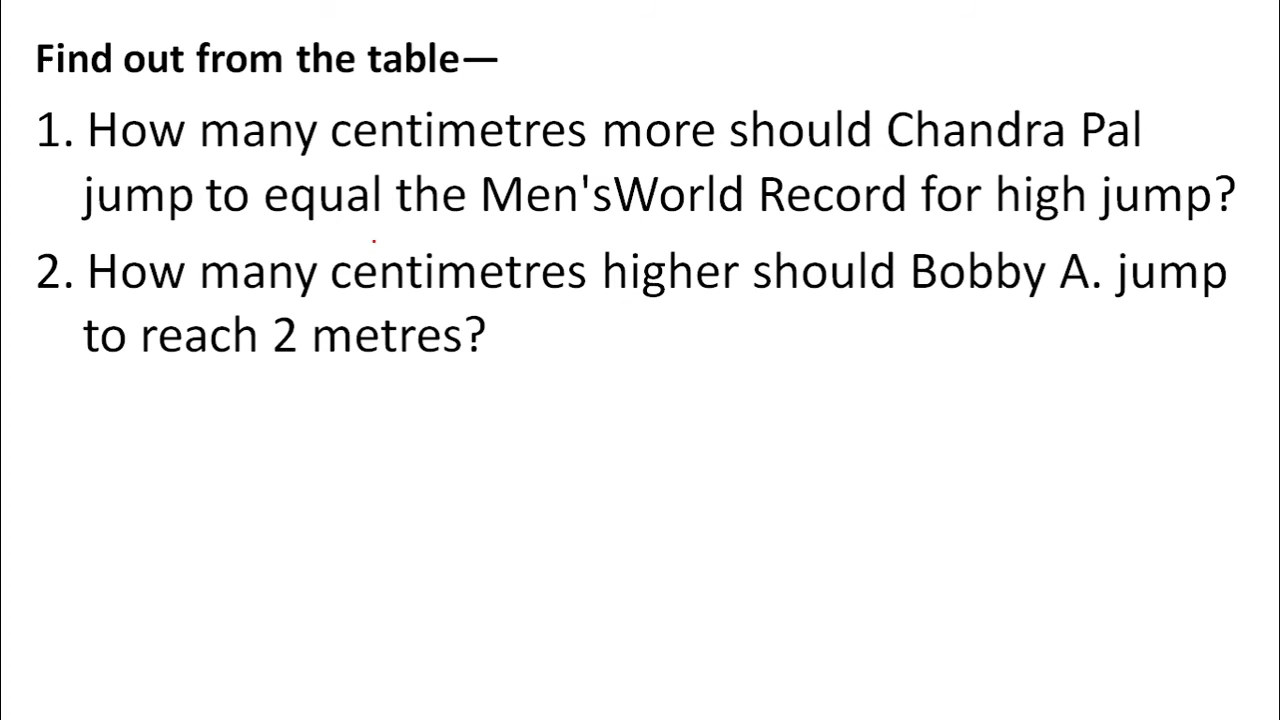 Find out from the table—
1. How many centimetres more should Chandra Pal
jump to equal the Men'sWorld Record for high jump?
2. How many centimetres higher should Bobby A. jump
to reach 2 metres?